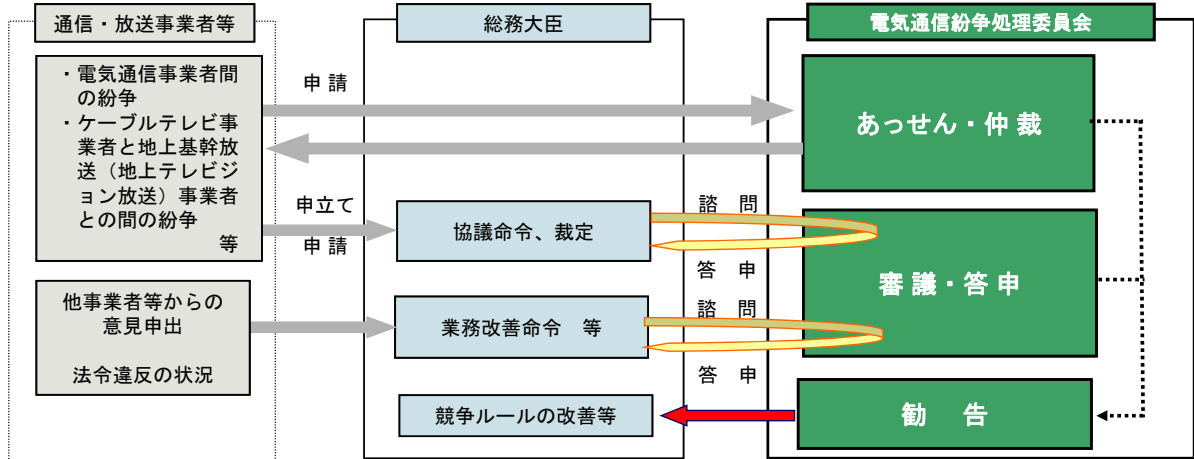 通信・放送事業者等
総務大臣
電気通信紛争処理委員会
・電気通信事業者間
の紛争
・ケーブルテレビ事
業者と地上基幹放
送（地上テレビジ
ョン放送）事業者
との間の紛争
等
申 請
あっせん・仲 裁
申立て
申 請
協議命令、裁定
諮 問
答 申
審 議・答 申
他事業者等からの
意見申出
法令違反の状況
業務改善命令 等
諮 問
答 申
競争ルールの改善等
勧 告